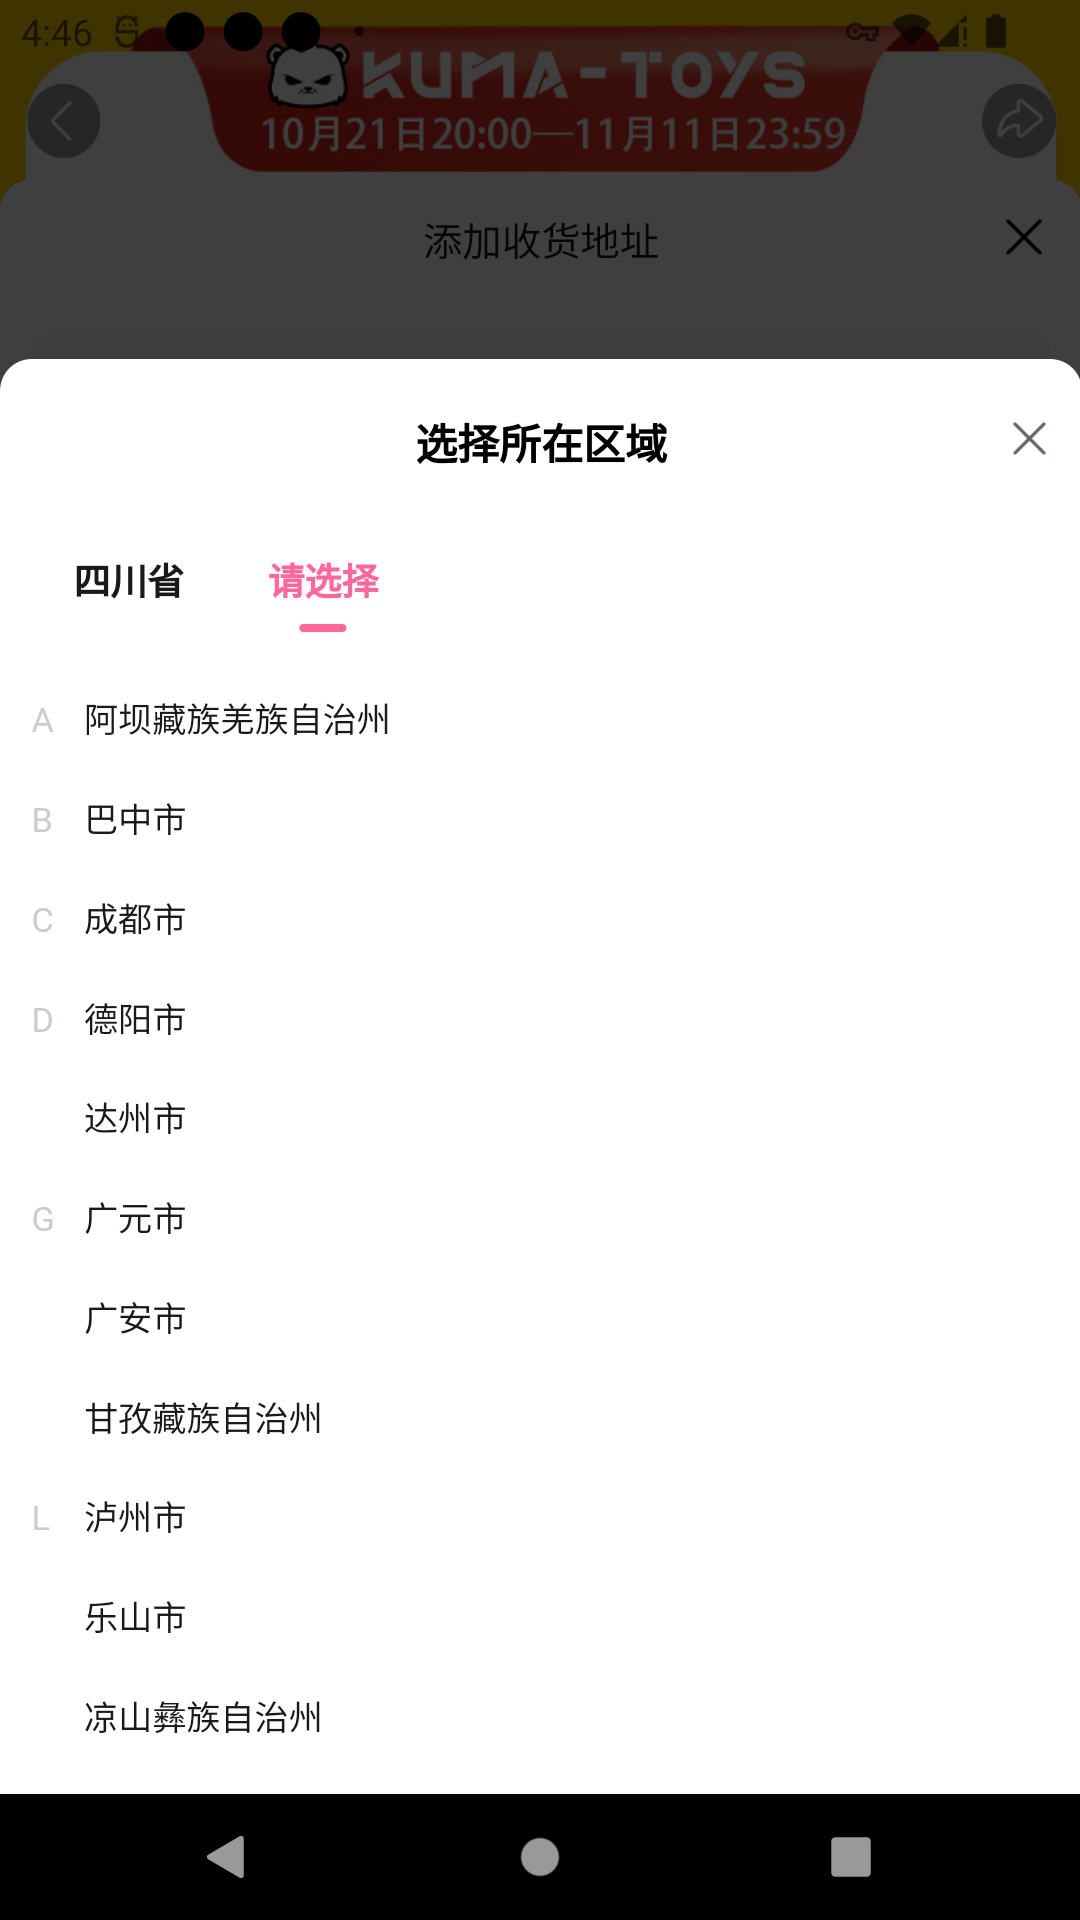 4:46
KUMA-TOYS
10月21日20:00—11月11日23:59
添加收货地址
选择所在区域
四川省 请选择
A 阿坝藏族羌族自治州
B 巴中市
C 成都市
D 德阳市
达州市
G 广元市
广安市
甘孜藏族自治州
L 泸州市
乐山市
凉山彝族自治州